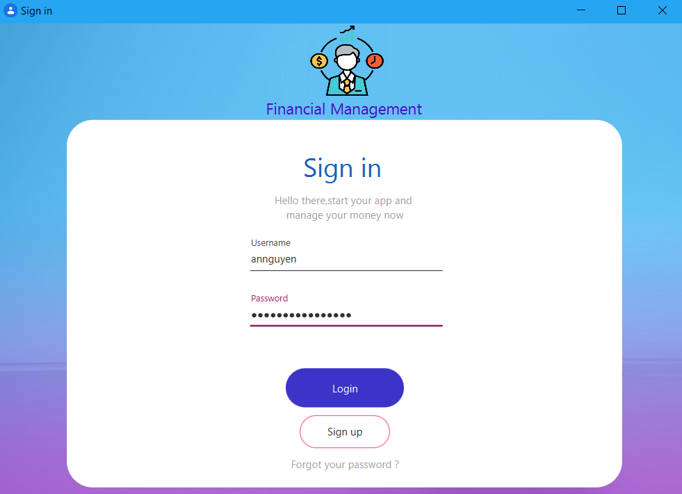 Sign in
$
Financial Management
Sign in
Hello there,start your app and
manage your money now
Username
annguyen
Password
••••••••••••••••
Login
Sign up
Forgot your password ?